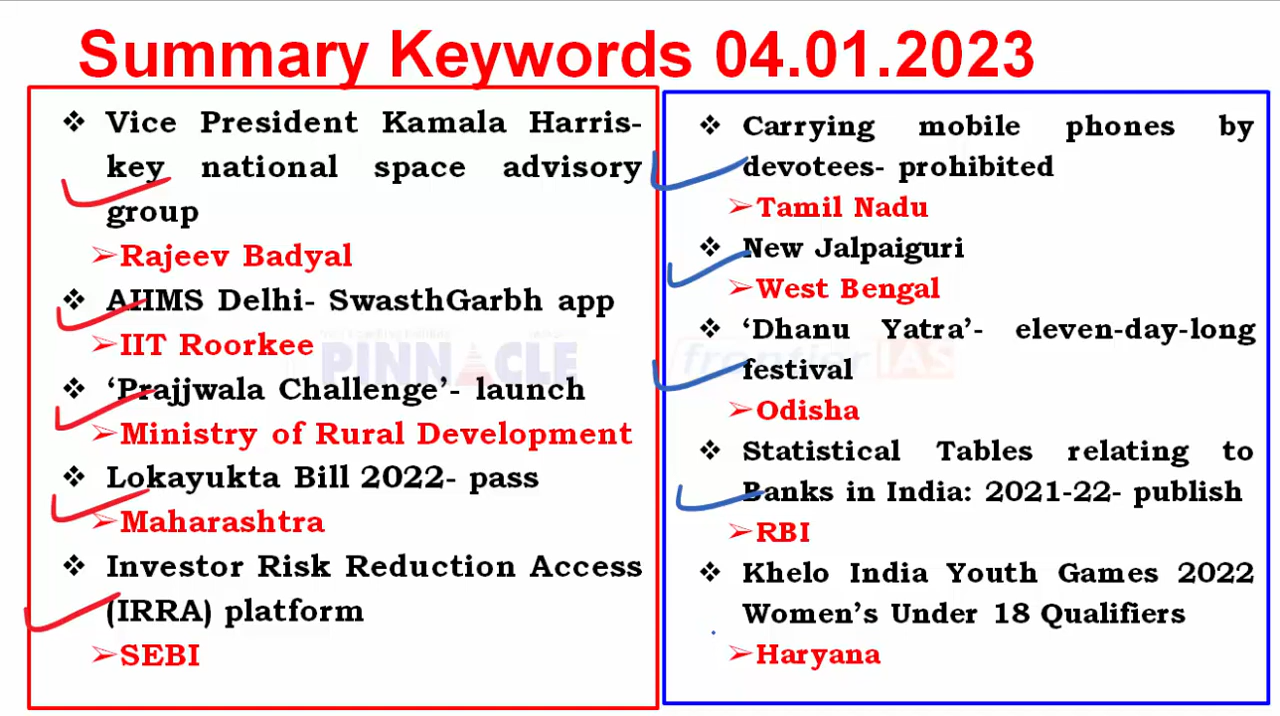 Summary Keywords 04.01.2023
❖ Vice President Kamala Harris-
key national space advisory
group
➢Rajeev Badyal
❖ AIIMS Delhi- SwasthGarbh app
➢IIT Roorkee
❖ ‘Prajjwala Challenge’- launch
➢Ministry of Rural Development
❖ Lokayukta Bill 2022- pass
➢Maharashtra
❖ Investor Risk Reduction Access
(IRRA) platform
➢SEBI
❖ Carrying mobile phones by
devotees- prohibited
➢Tamil Nadu
❖ New Jalpaiguri
➢West Bengal
❖ ‘Dhanu Yatra’- eleven-day-long
festival
➢Odisha
❖ Statistical Tables relating to
Banks in India: 2021-22- publish
➢RBI
❖ Khelo India Youth Games 2022
Women’s Under 18 Qualifiers
➢Haryana
PINNACLE
frontier IAS